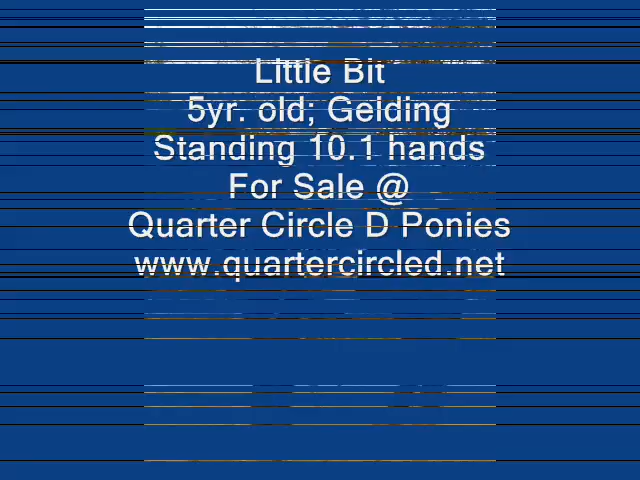 Little Bit
5yr. old; Gelding
Standing 10.1 hands
For Sale @
Quarter Circle D Ponies
www.quartercircled.net